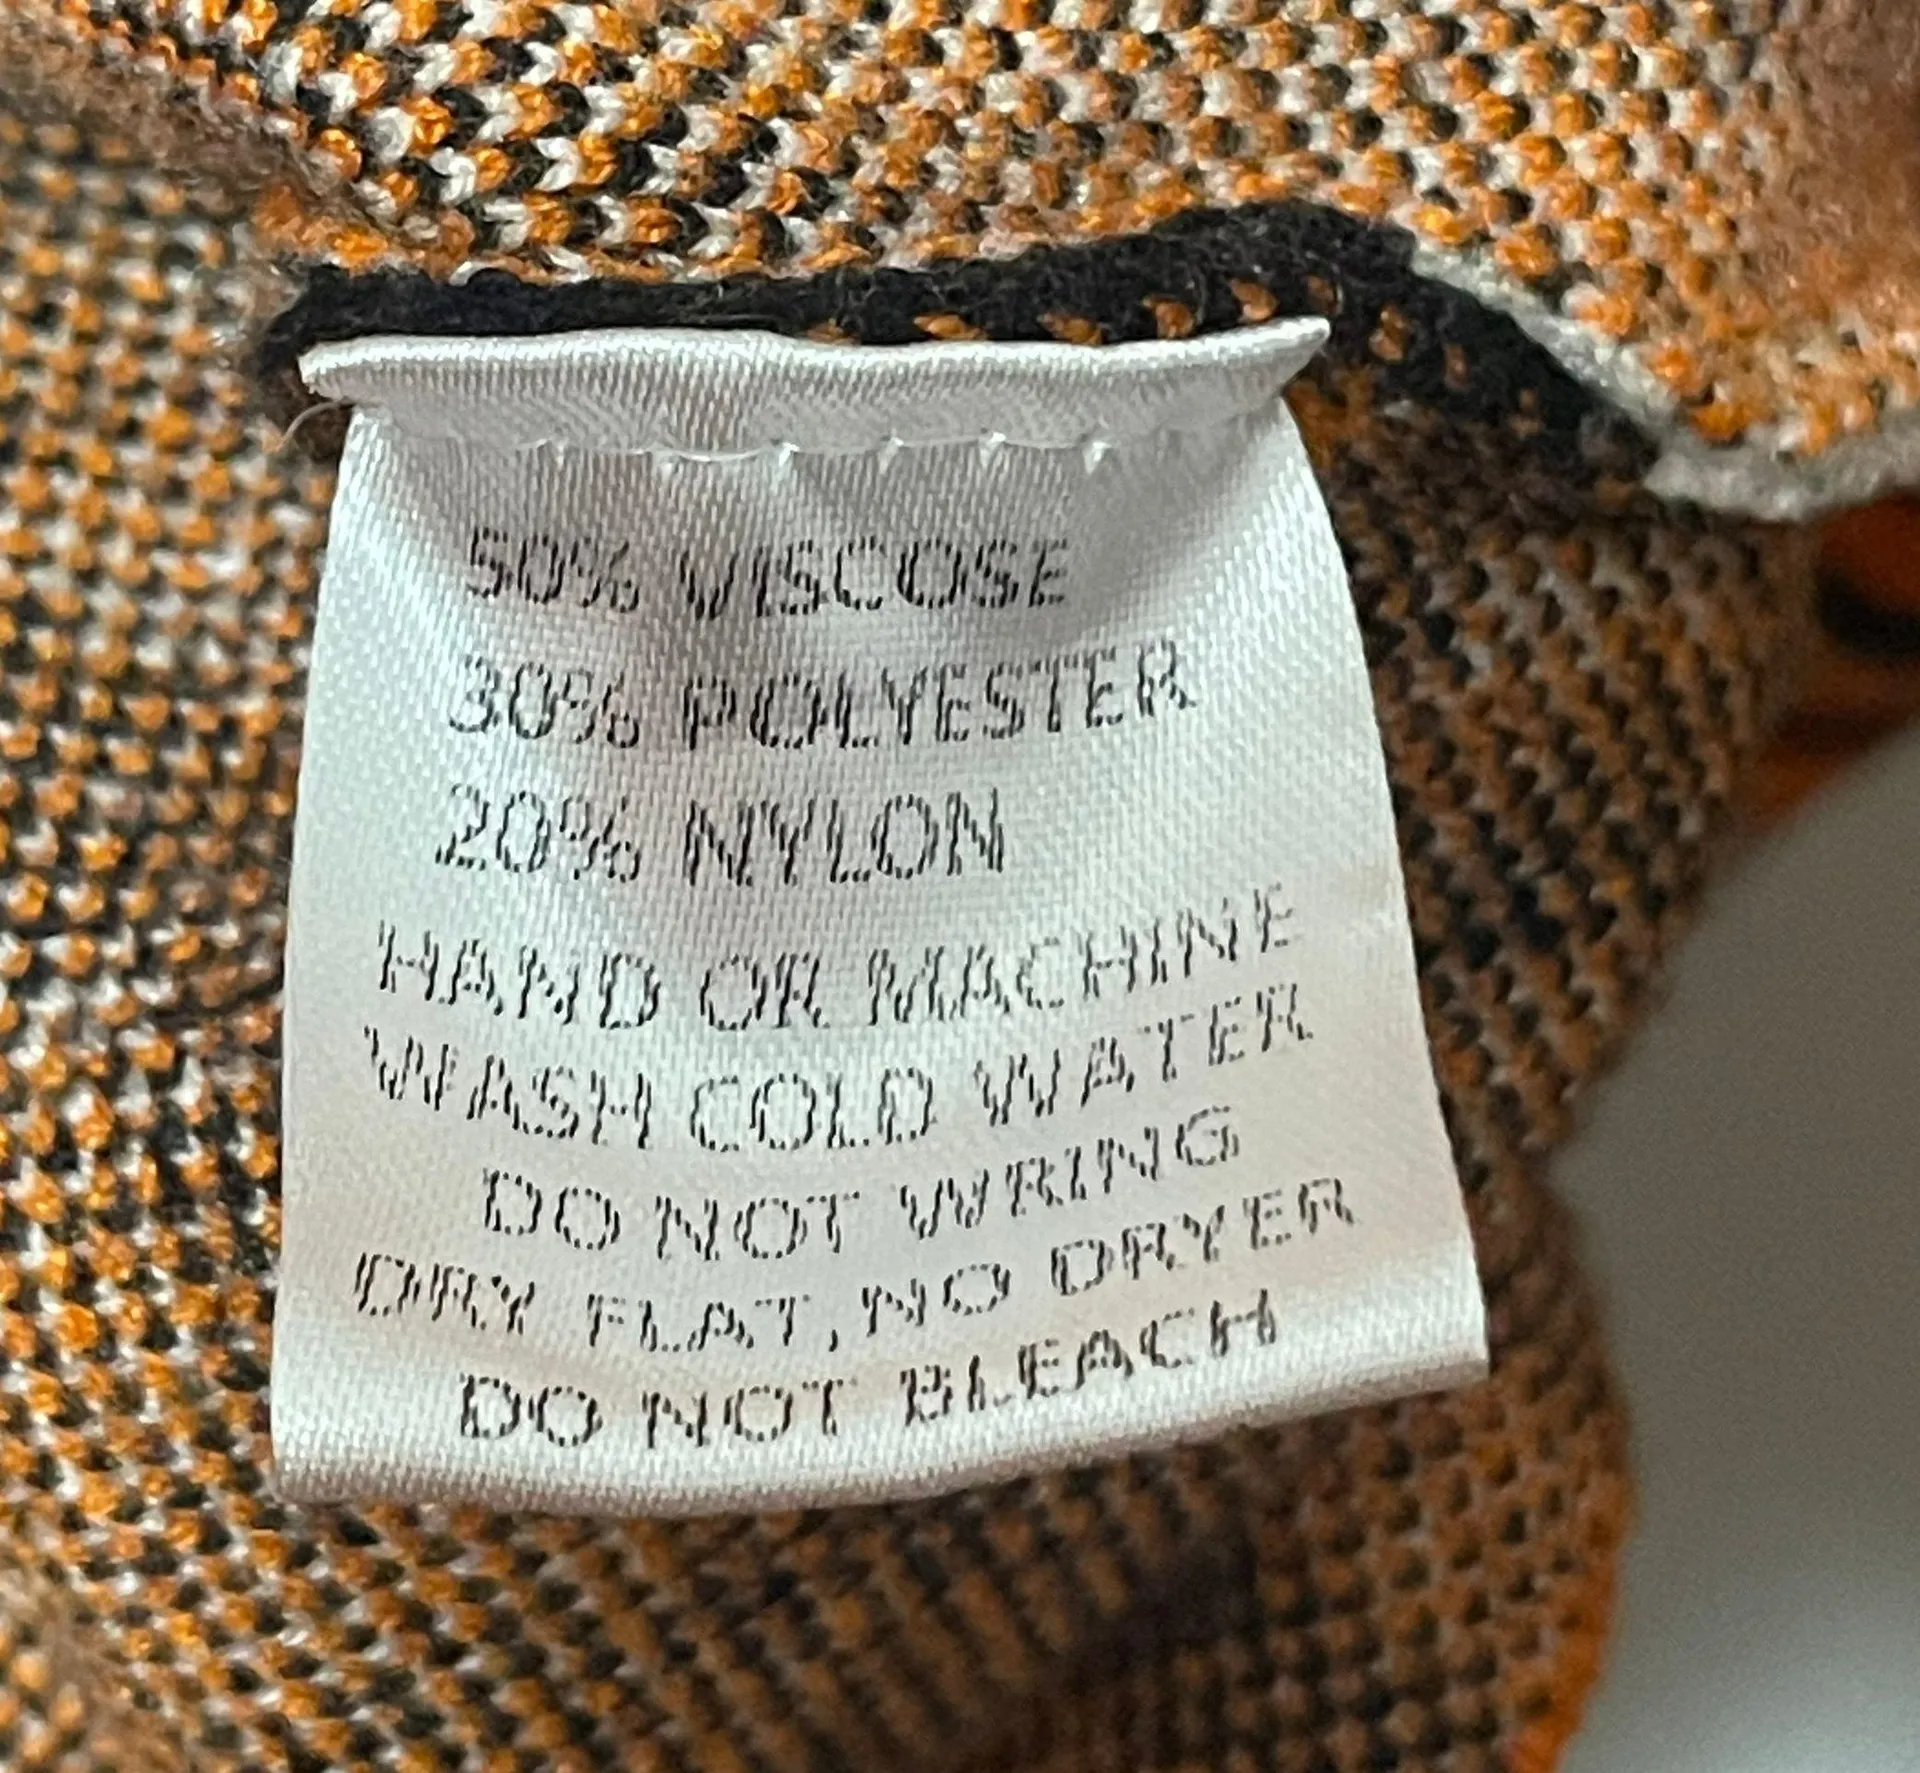 50% VISCOSE
30% POLYESTER
20% NYLON
HAND OR MACHINE
WASH COLD WATER
DO NOT WRING
DRY FLAT, NO DRYER
DO NOT BLEACH